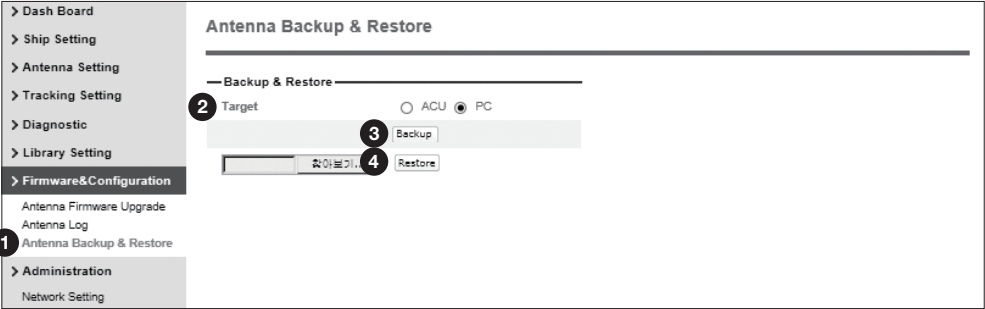 > Dash Board
> Ship Setting
> Antenna Setting
> Tracking Setting
> Diagnostic
> Library Setting
> Firmware&Configuration
Antenna Firmware Upgrade
Antenna Log
1 Antenna Backup & Restore
> Administration
Network Setting
Antenna Backup & Restore
Backup & Restore
2 Target ACU PC
3 Backup
찾아보기... 4 Restore